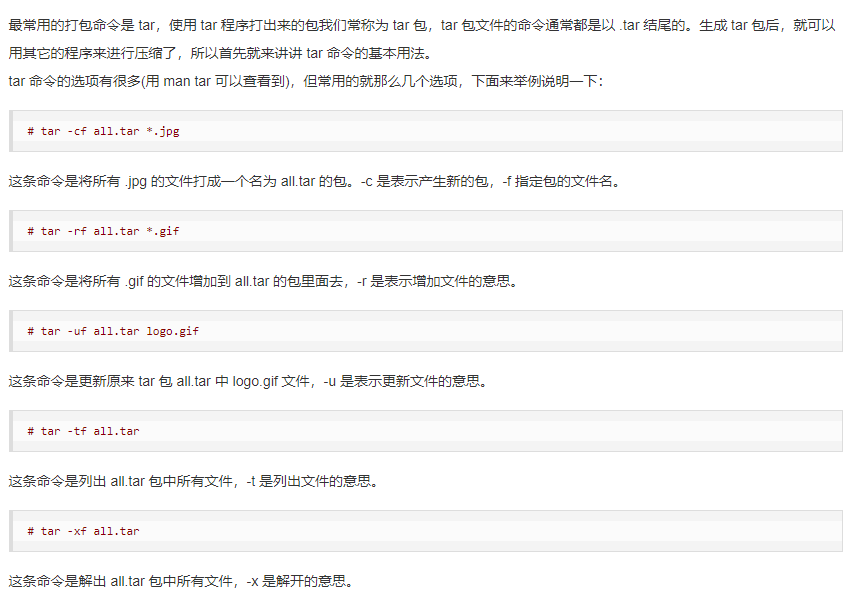 最常用的打包命令是 tar，使用 tar 程序打出来的包我们常称为 tar 包，tar 包文件的命令通常都是以 .tar 结尾的。生成 tar 包后，就可以
用其它的程序来进行压缩了，所以首先就来讲讲 tar 命令的基本用法。
tar 命令的选项有很多(用 man tar 可以查看到)，但常用的就那么几个选项，下面来举例说明一下：
# tar -cf all.tar *.jpg
这条命令是将所有 .jpg 的文件打成一个名为 all.tar 的包。-c 是表示产生新的包，-f 指定包的文件名。
# tar -rf all.tar *.gif
这条命令是将所有 .gif 的文件增加到 all.tar 的包里面去，-r 是表示增加文件的意思。
# tar -uf all.tar logo.gif
这条命令是更新原来 tar 包 all.tar 中 logo.gif 文件，-u 是表示更新文件的意思。
# tar -tf all.tar
这条命令是列出 all.tar 包中所有文件，-t 是列出文件的意思。
# tar -xf all.tar
这条命令是解出 all.tar 包中所有文件，-x 是解开的意思。